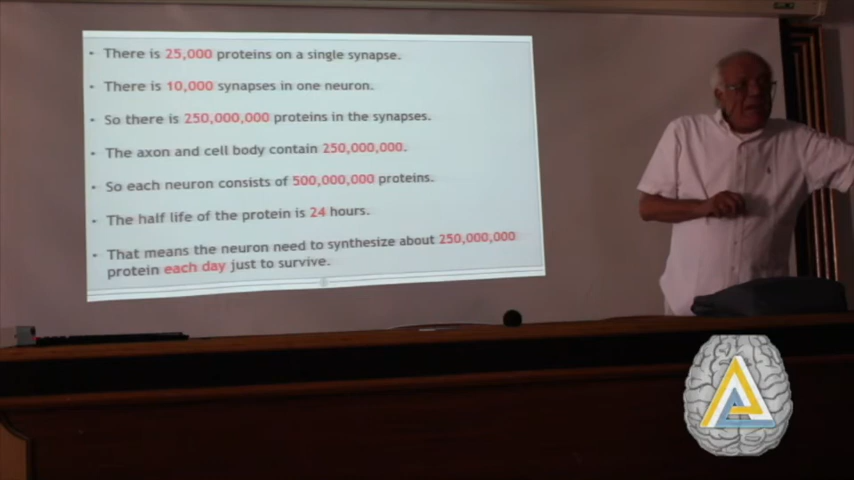 • There is 25,000 proteins on a single synapse.
• There is 10,000 synapses in one neuron.
• So there is 250,000,000 proteins in the synapses.
• The axon and cell body contain 250,000,000.
• So each neuron consists of 500,000,000 proteins.
• The half life of the protein is 24 hours.
• That means the neuron need to synthesize about 250,000,000
protein each day just to survive.